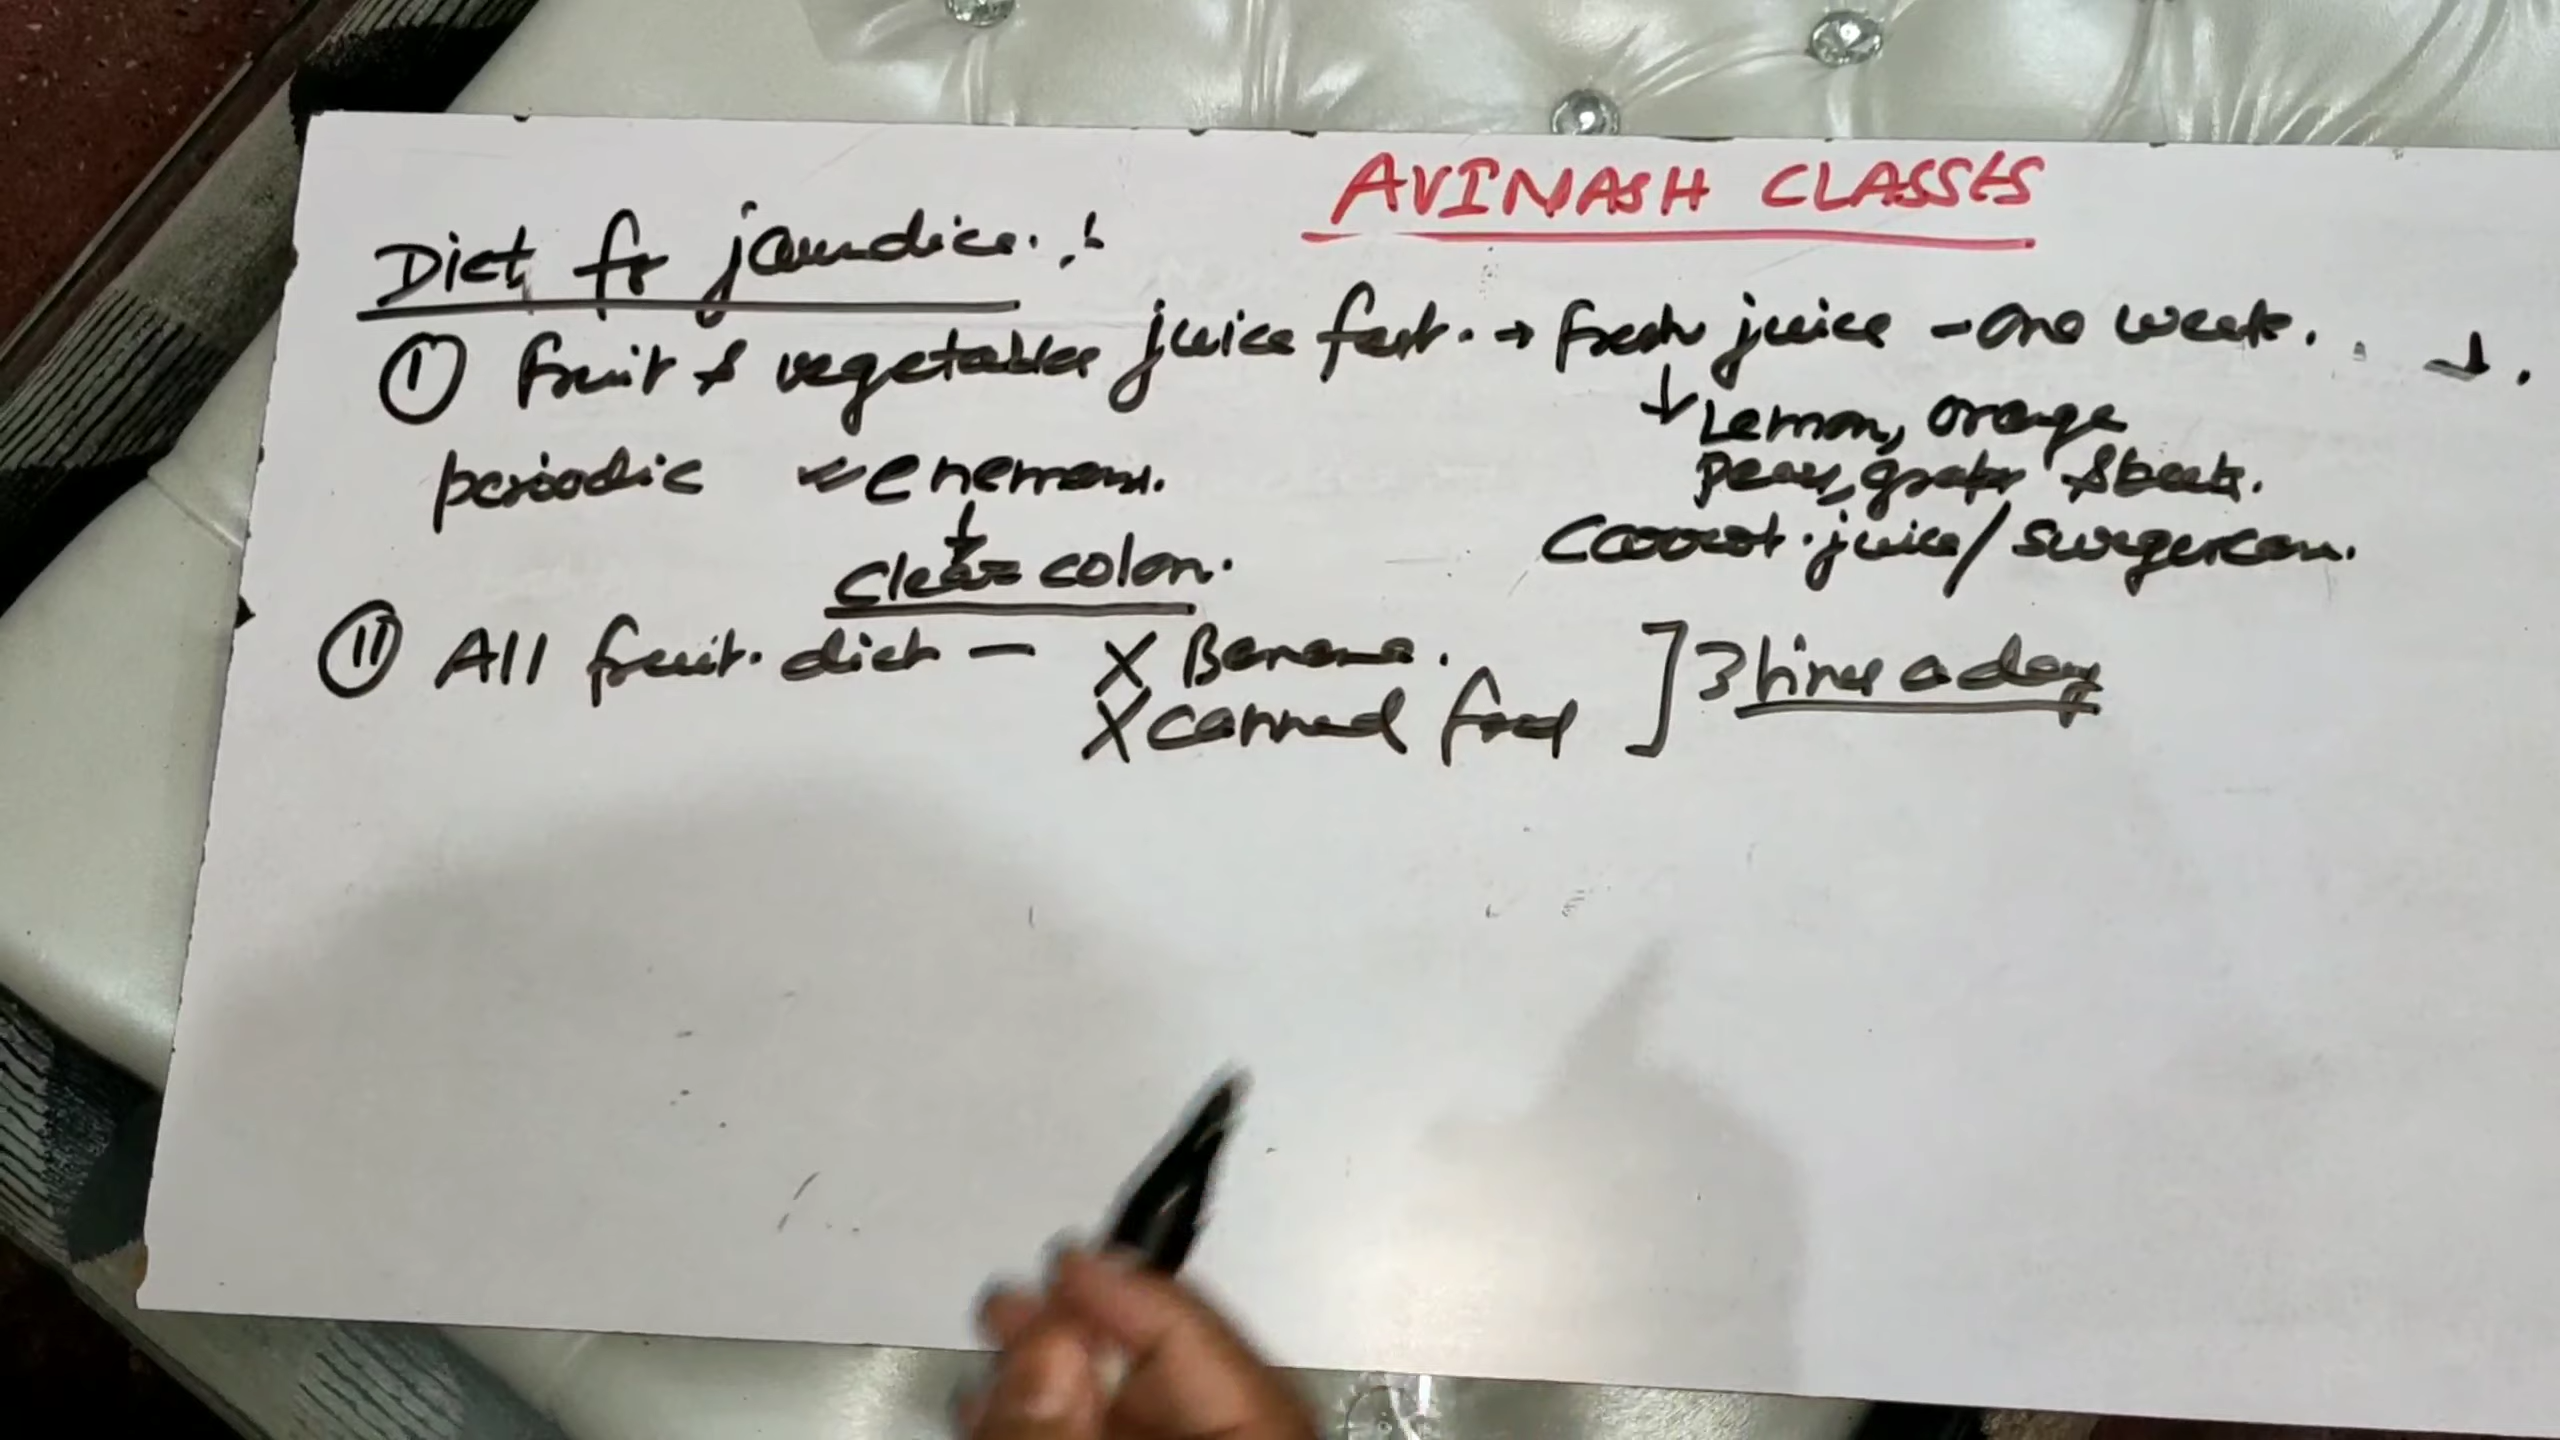 AVINASH CLASSES
Diet for jaundice :
① Fruit & vegetables juice fast. → Fresh juice - one week. ↓.
↓ Lemon, orange
periodic enemas. Pear, grapes & beets.
↓ Carrot juice / sugarcane.
Clear colon.
② All fruit diet - X Banana. ] 3 times a day
X canned food